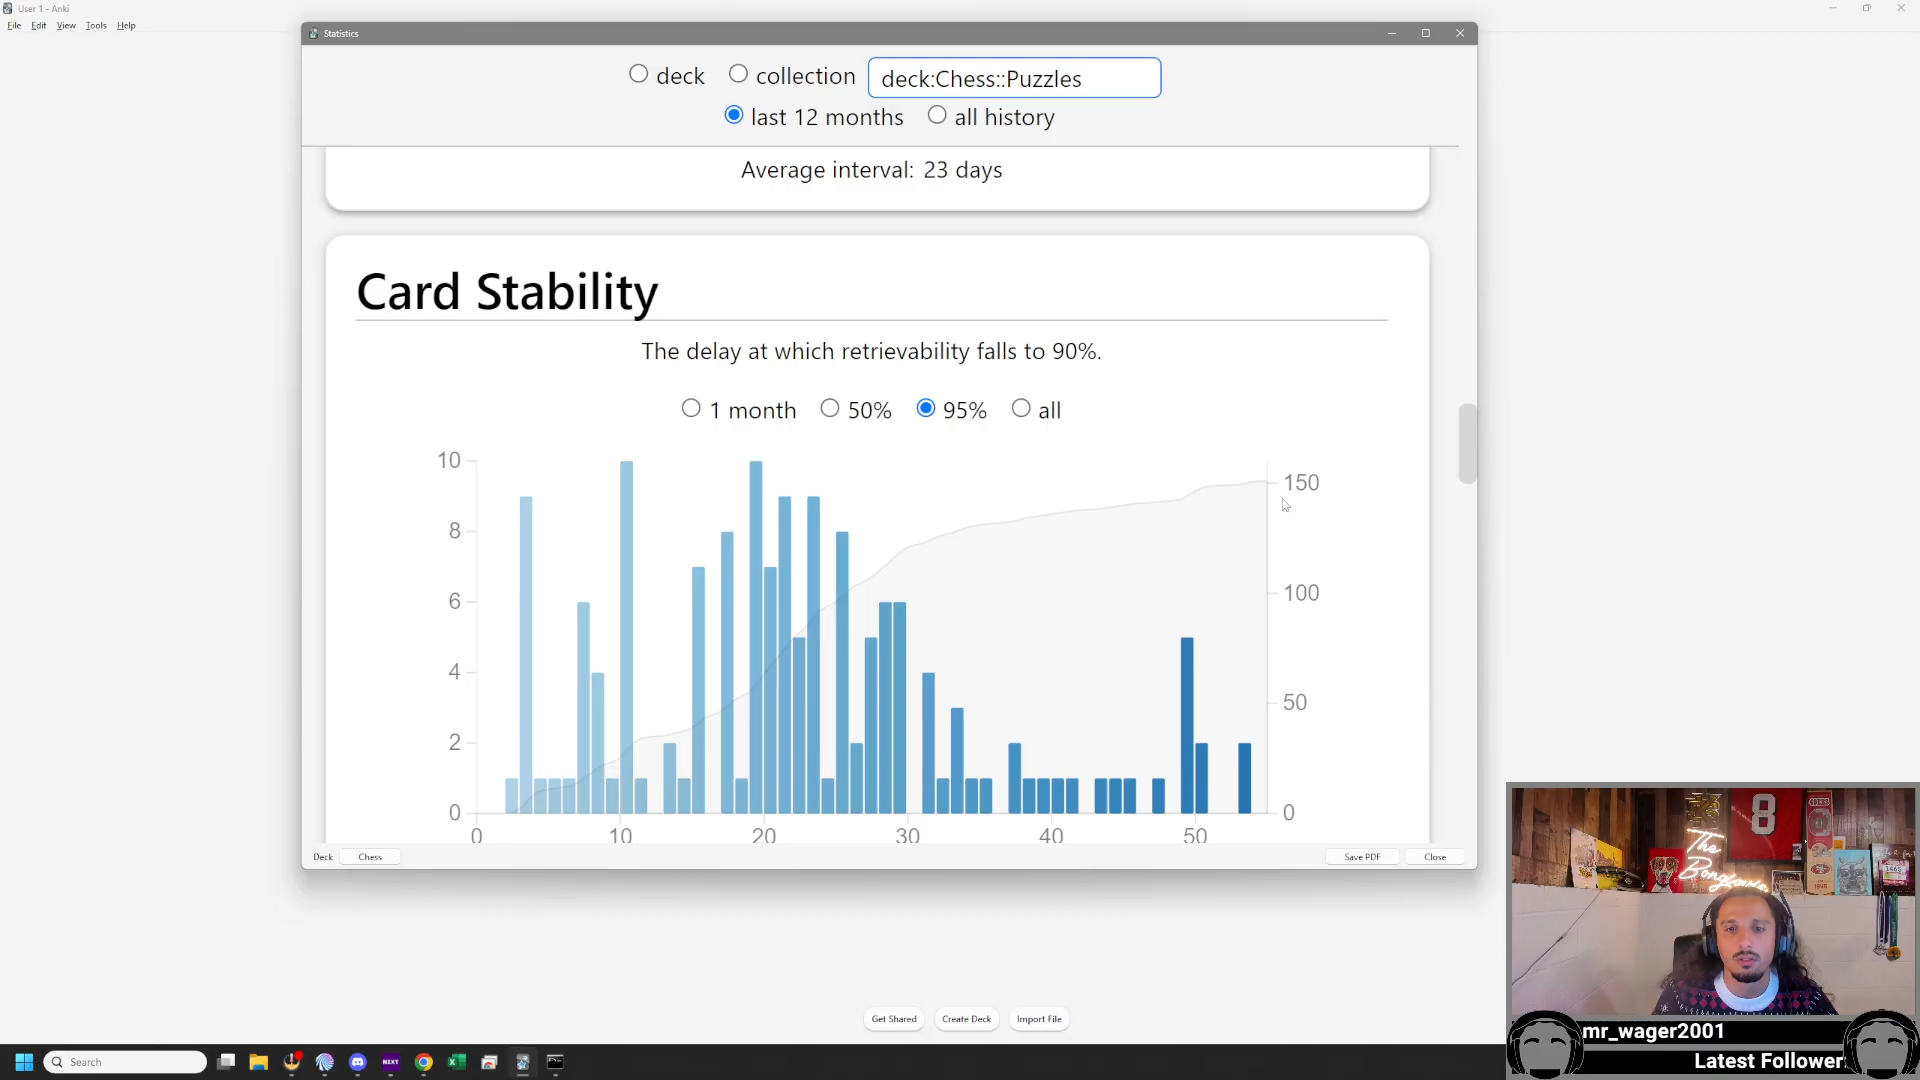 User 1 - Anki
File Edit View Tools Help
Statistics
deck collection deck:Chess::Puzzles
last 12 months all history
Average interval: 23 days
Card Stability
The delay at which retrievability falls to 90%.
1 month 50% 95% all
10
8
6
4
2
0
150
100
50
0
0 10 20 30 40 50
Deck Chess
Save PDF Close
Get Shared Create Deck Import File
The
8
mr_wager2001
Latest Follower
Search
NEXT